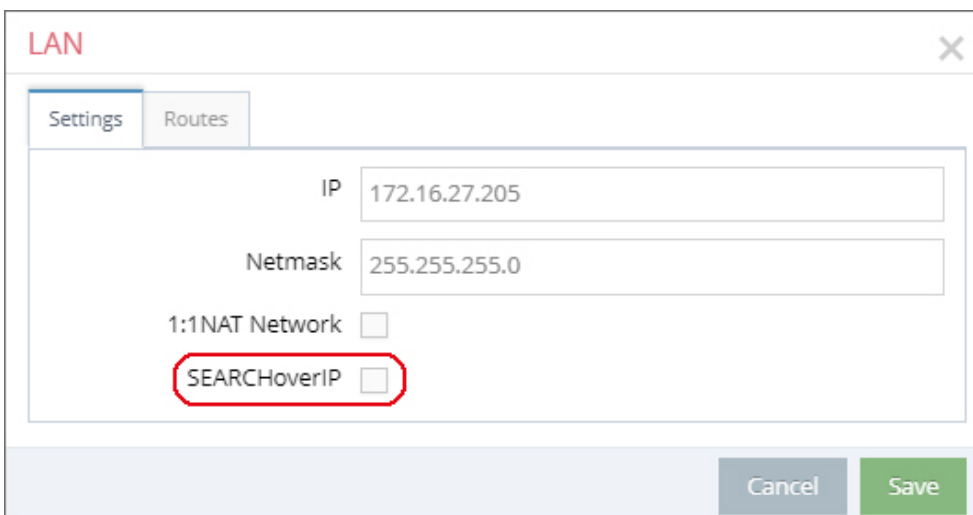 LAN
Settings Routes
IP 172.16.27.205
Netmask 255.255.255.0
1:1NAT Network
SEARCHoverIP
Cancel Save